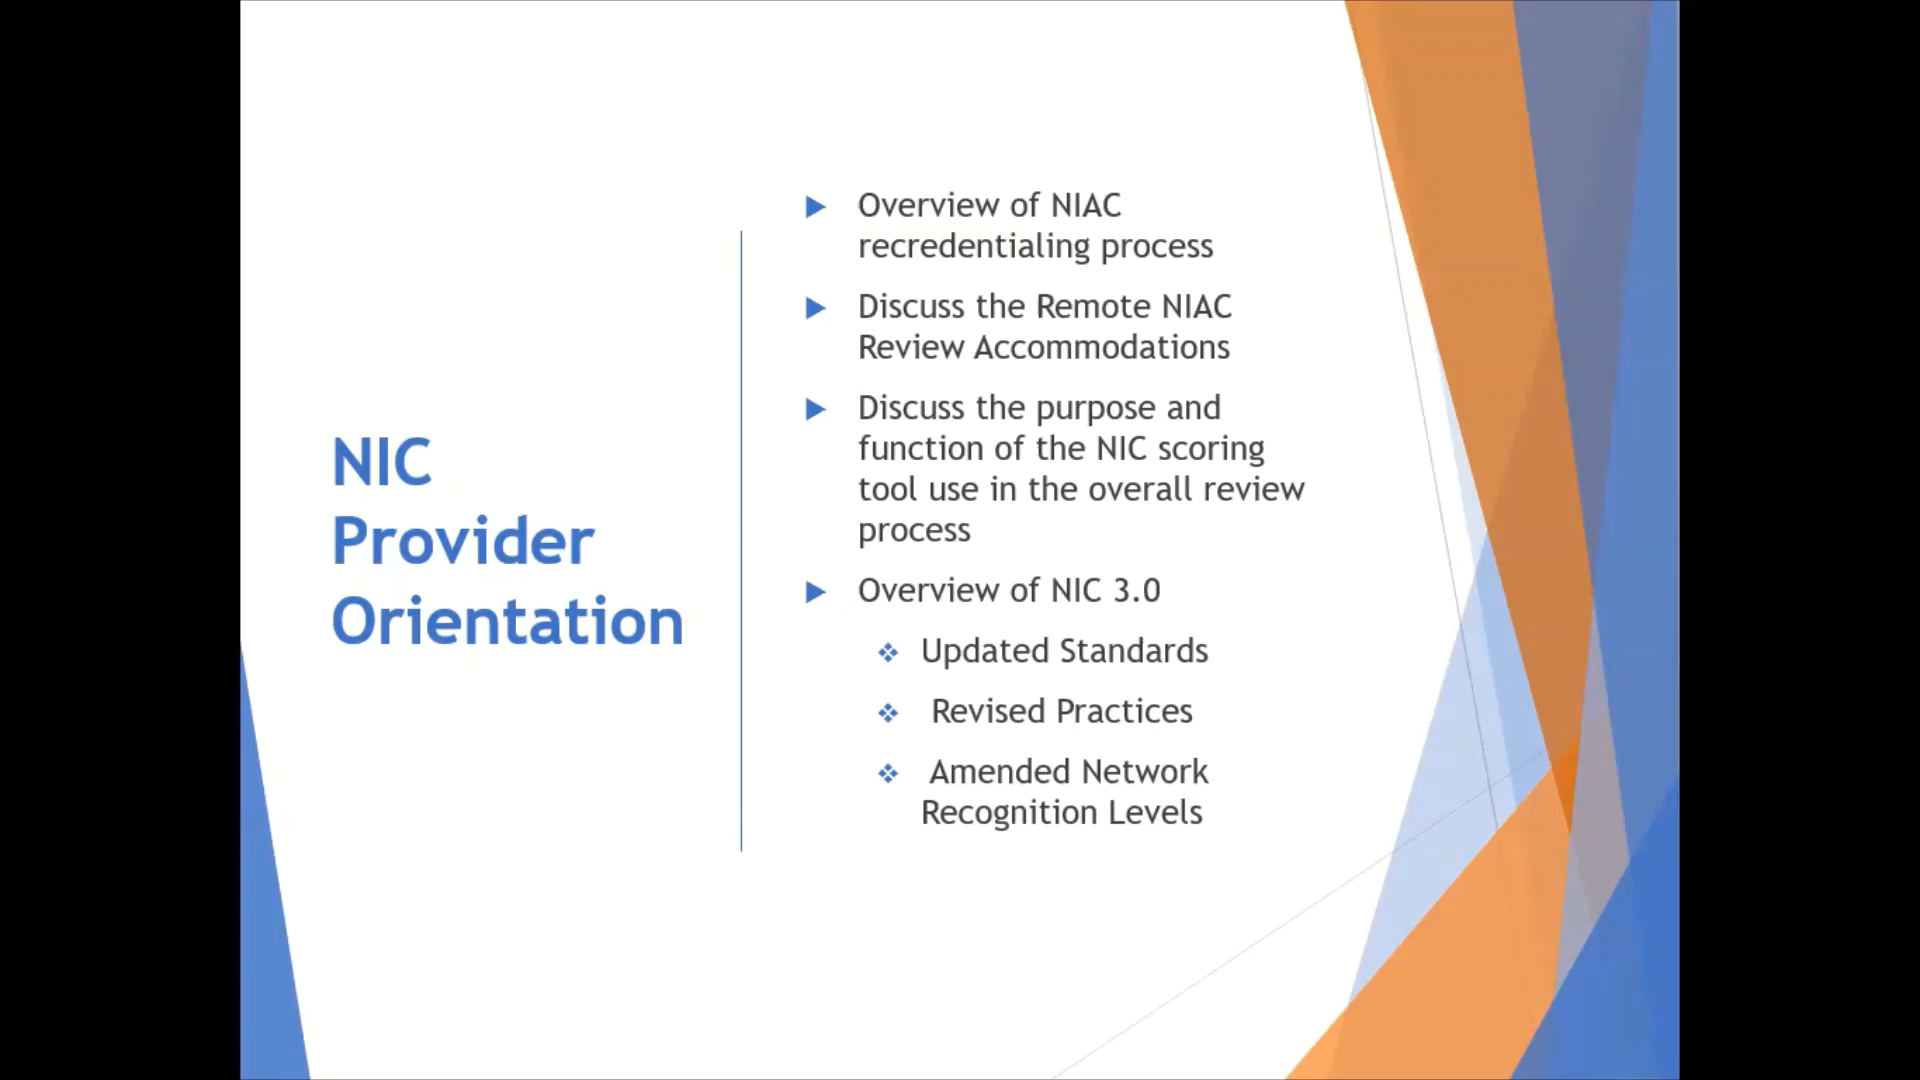 NIC
Provider
Orientation
Overview of NIAC
recredentialing process
Discuss the Remote NIAC
Review Accommodations
Discuss the purpose and
function of the NIC scoring
tool use in the overall review
process
Overview of NIC 3.0
Updated Standards
Revised Practices
Amended Network
Recognition Levels